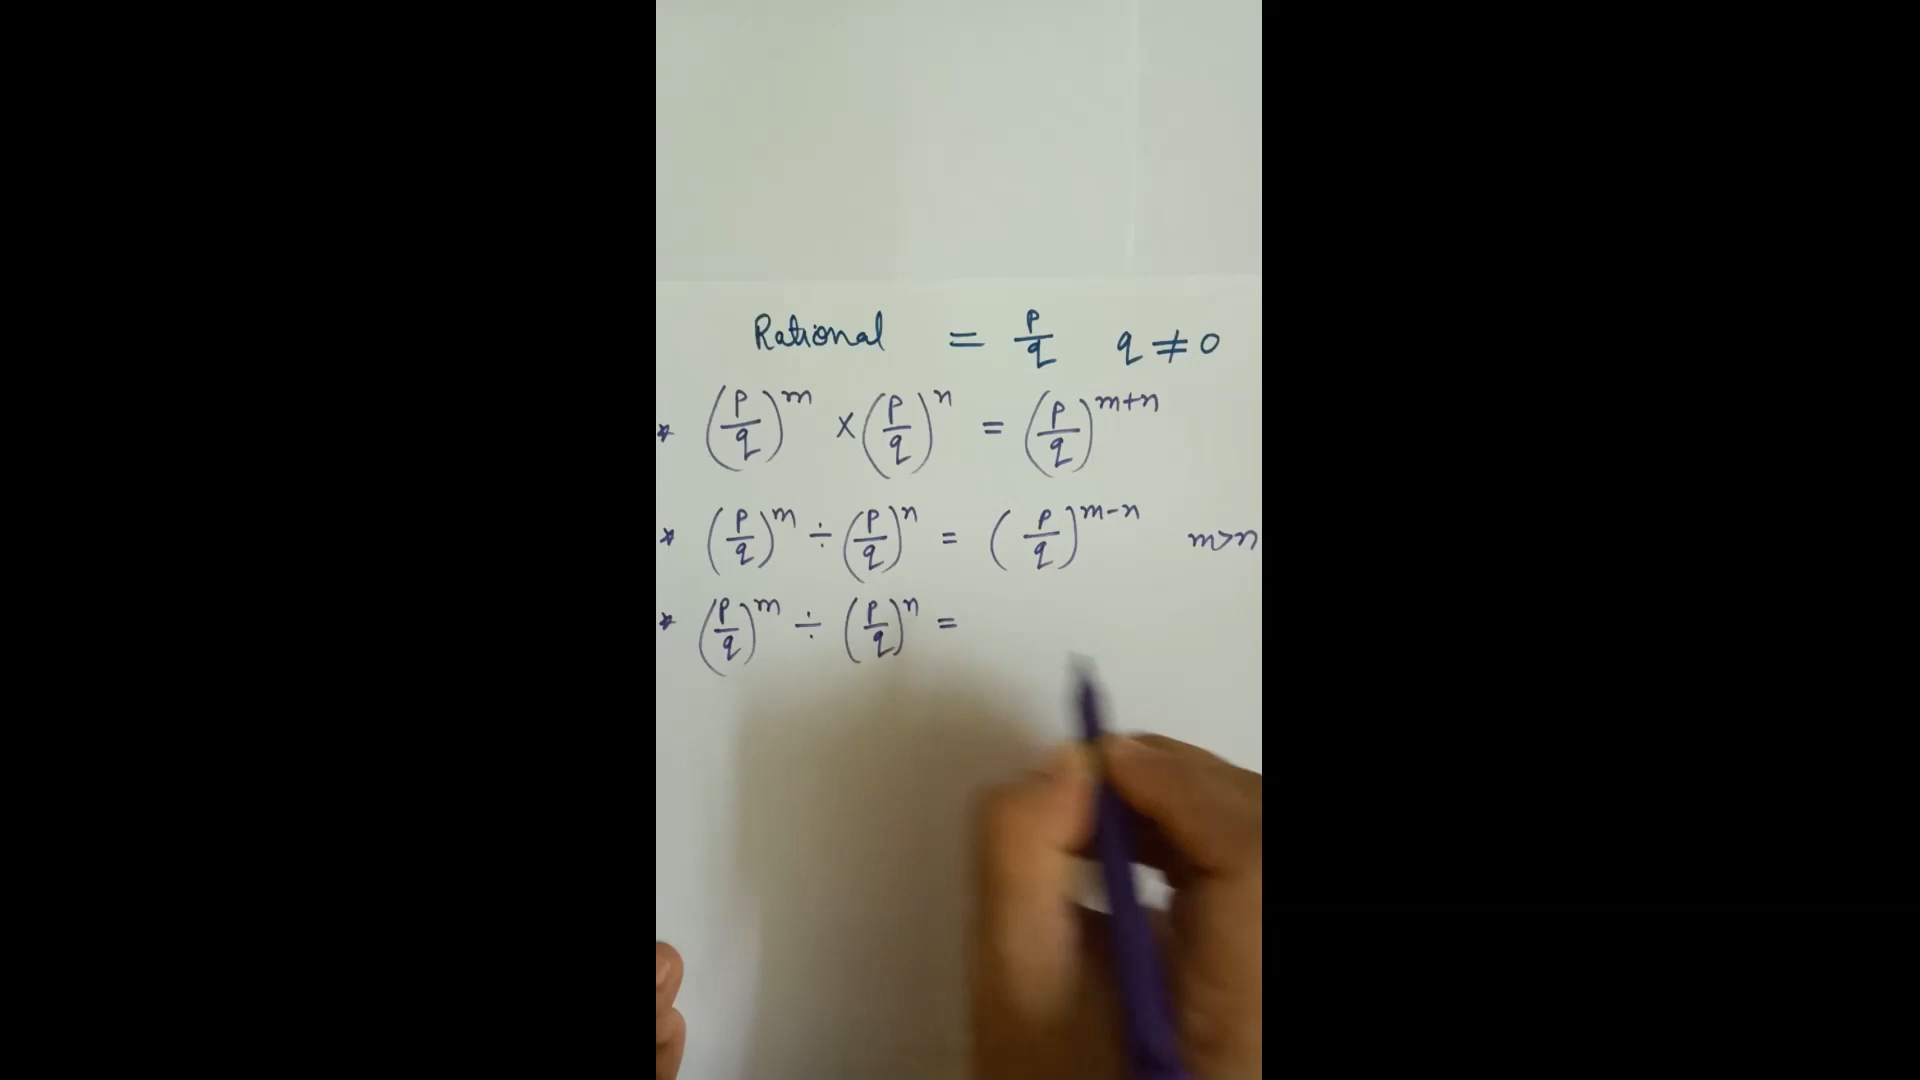 Rational = p/q q ≠ 0
* (p/q)^m × (p/q)^n = (p/q)^{m+n}
* (p/q)^m ÷ (p/q)^n = (p/q)^{m-n} m>n
* (p/q)^m ÷ (p/q)^n =